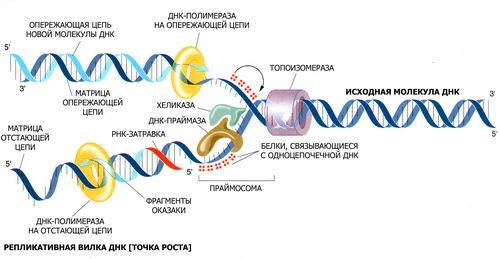 ОПЕРЕЖАЮЩАЯ ЦЕПЬ
НОВОЙ МОЛЕКУЛЫ ДНК
ДНК-ПОЛИМЕРАЗА
НА ОПЕРЕЖАЮЩЕЙ ЦЕПИ
5'
3'
МАТРИЦА
ОПЕРЕЖАЮЩЕЙ
ЦЕПИ
ТОПОИЗОМЕРАЗА
ИСХОДНАЯ МОЛЕКУЛА ДНК
3'
5'
ХЕЛИКАЗА
ДНК-ПРАЙМАЗА
МАТРИЦА
ОТСТАЮЩЕЙ
ЦЕПИ
РНК-ЗАТРАВКА
5'
5'
БЕЛКИ, СВЯЗЫВАЮЩИЕСЯ
С ОДНОЦЕПОЧЕЧНОЙ ДНК
ПРАЙМОСОМА
ФРАГМЕНТЫ
ОКАЗАКИ
ДНК-ПОЛИМЕРАЗА
НА ОТСТАЮЩЕЙ ЦЕПИ
РЕПЛИКАТИВНАЯ ВИЛКА ДНК [ТОЧКА РОСТА]